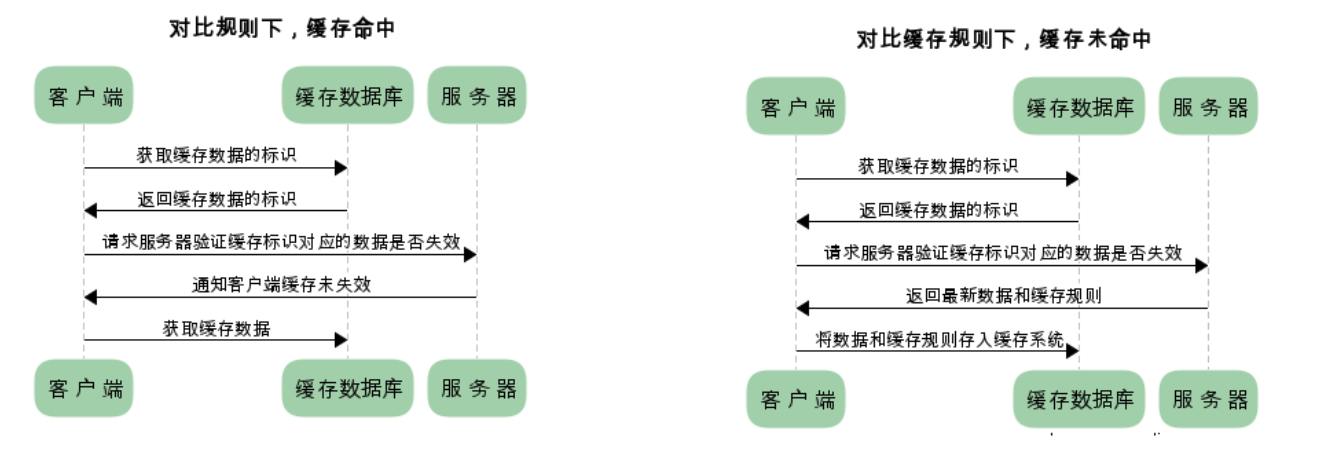 对比规则下，缓存命中
客户端 缓存数据库 服务器
获取缓存数据的标识
返回缓存数据的标识
请求服务器验证缓存标识对应的数据是否失效
通知客户端缓存未失效
获取缓存数据
客户端 缓存数据库 服务器
对比缓存规则下，缓存未命中
客户端 缓存数据库 服务器
获取缓存数据的标识
返回缓存数据的标识
请求服务器验证缓存标识对应的数据是否失效
返回最新数据和缓存规则
将数据和缓存规则存入缓存系统
客户端 缓存数据库 服务器